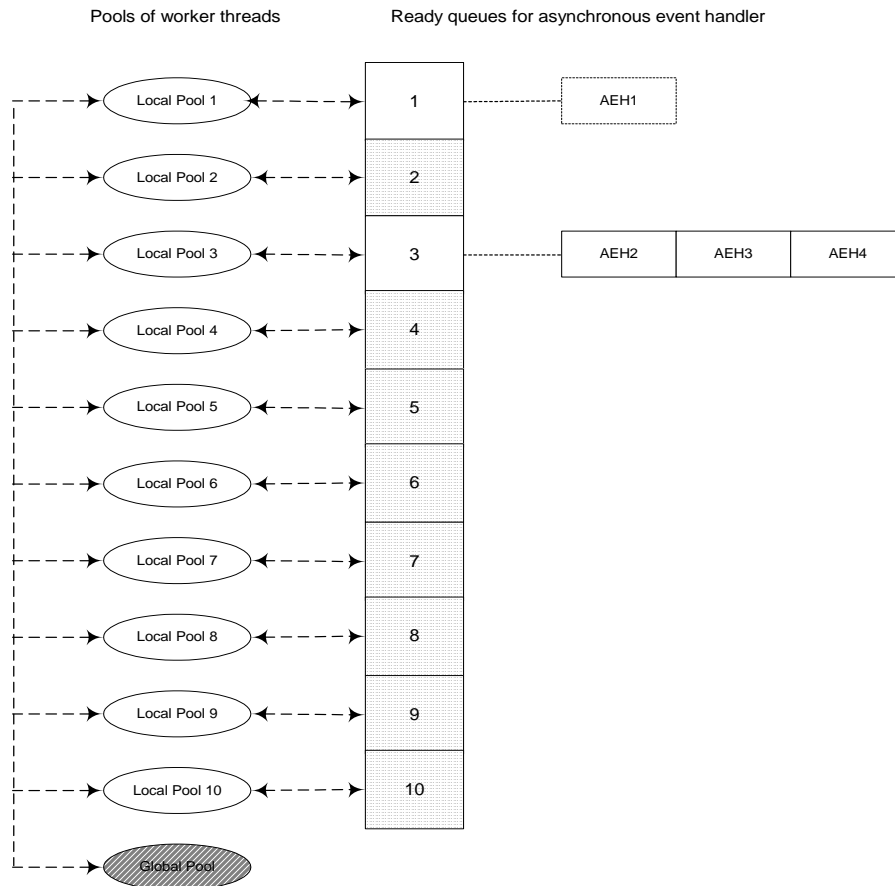 Pools of worker threads
Ready queues for asynchronous event handler
Local Pool 1
1
AEH1
Local Pool 2
2
Local Pool 3
3
AEH2
AEH3
AEH4
Local Pool 4
4
Local Pool 5
5
Local Pool 6
6
Local Pool 7
7
Local Pool 8
8
Local Pool 9
9
Local Pool 10
10
Global Pool